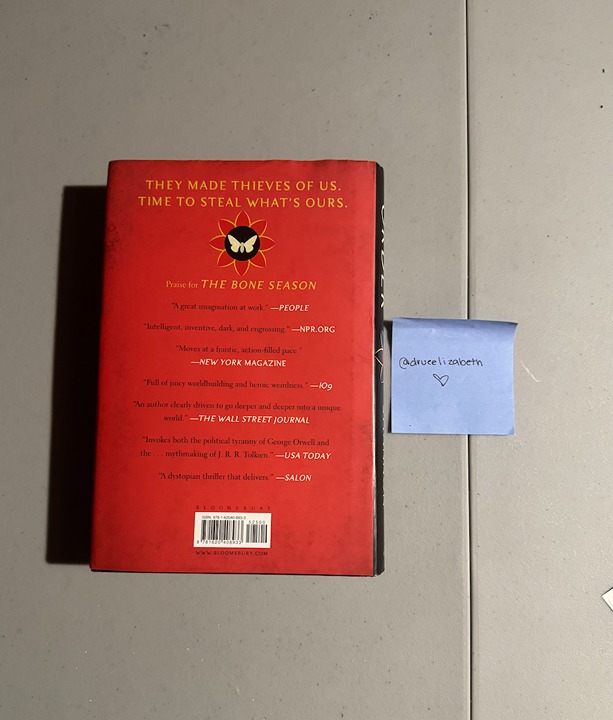 THEY MADE THIEVES OF US.
TIME TO STEAL WHAT'S OURS.
Praise for THE BONE SEASON
"A great imagination at work." —PEOPLE
"Intelligent, inventive, dark, and engrossing." —NPR.ORG
"Moves at a frantic, action-filled pace."
—NEW YORK MAGAZINE
"Full of juicy worldbuilding and heroic weirdness." —IO9
"An author clearly driven to go deeper and deeper into a unique
world." —THE WALL STREET JOURNAL
"Invokes both the political tyranny of George Orwell and
the . . . mythmaking of J. R. R. Tolkien." —USA TODAY
"A dystopian thriller that delivers." —SALON
BLOOMSBURY
52500
WWW.BLOOMSBURY.COM
@drueelizabeth